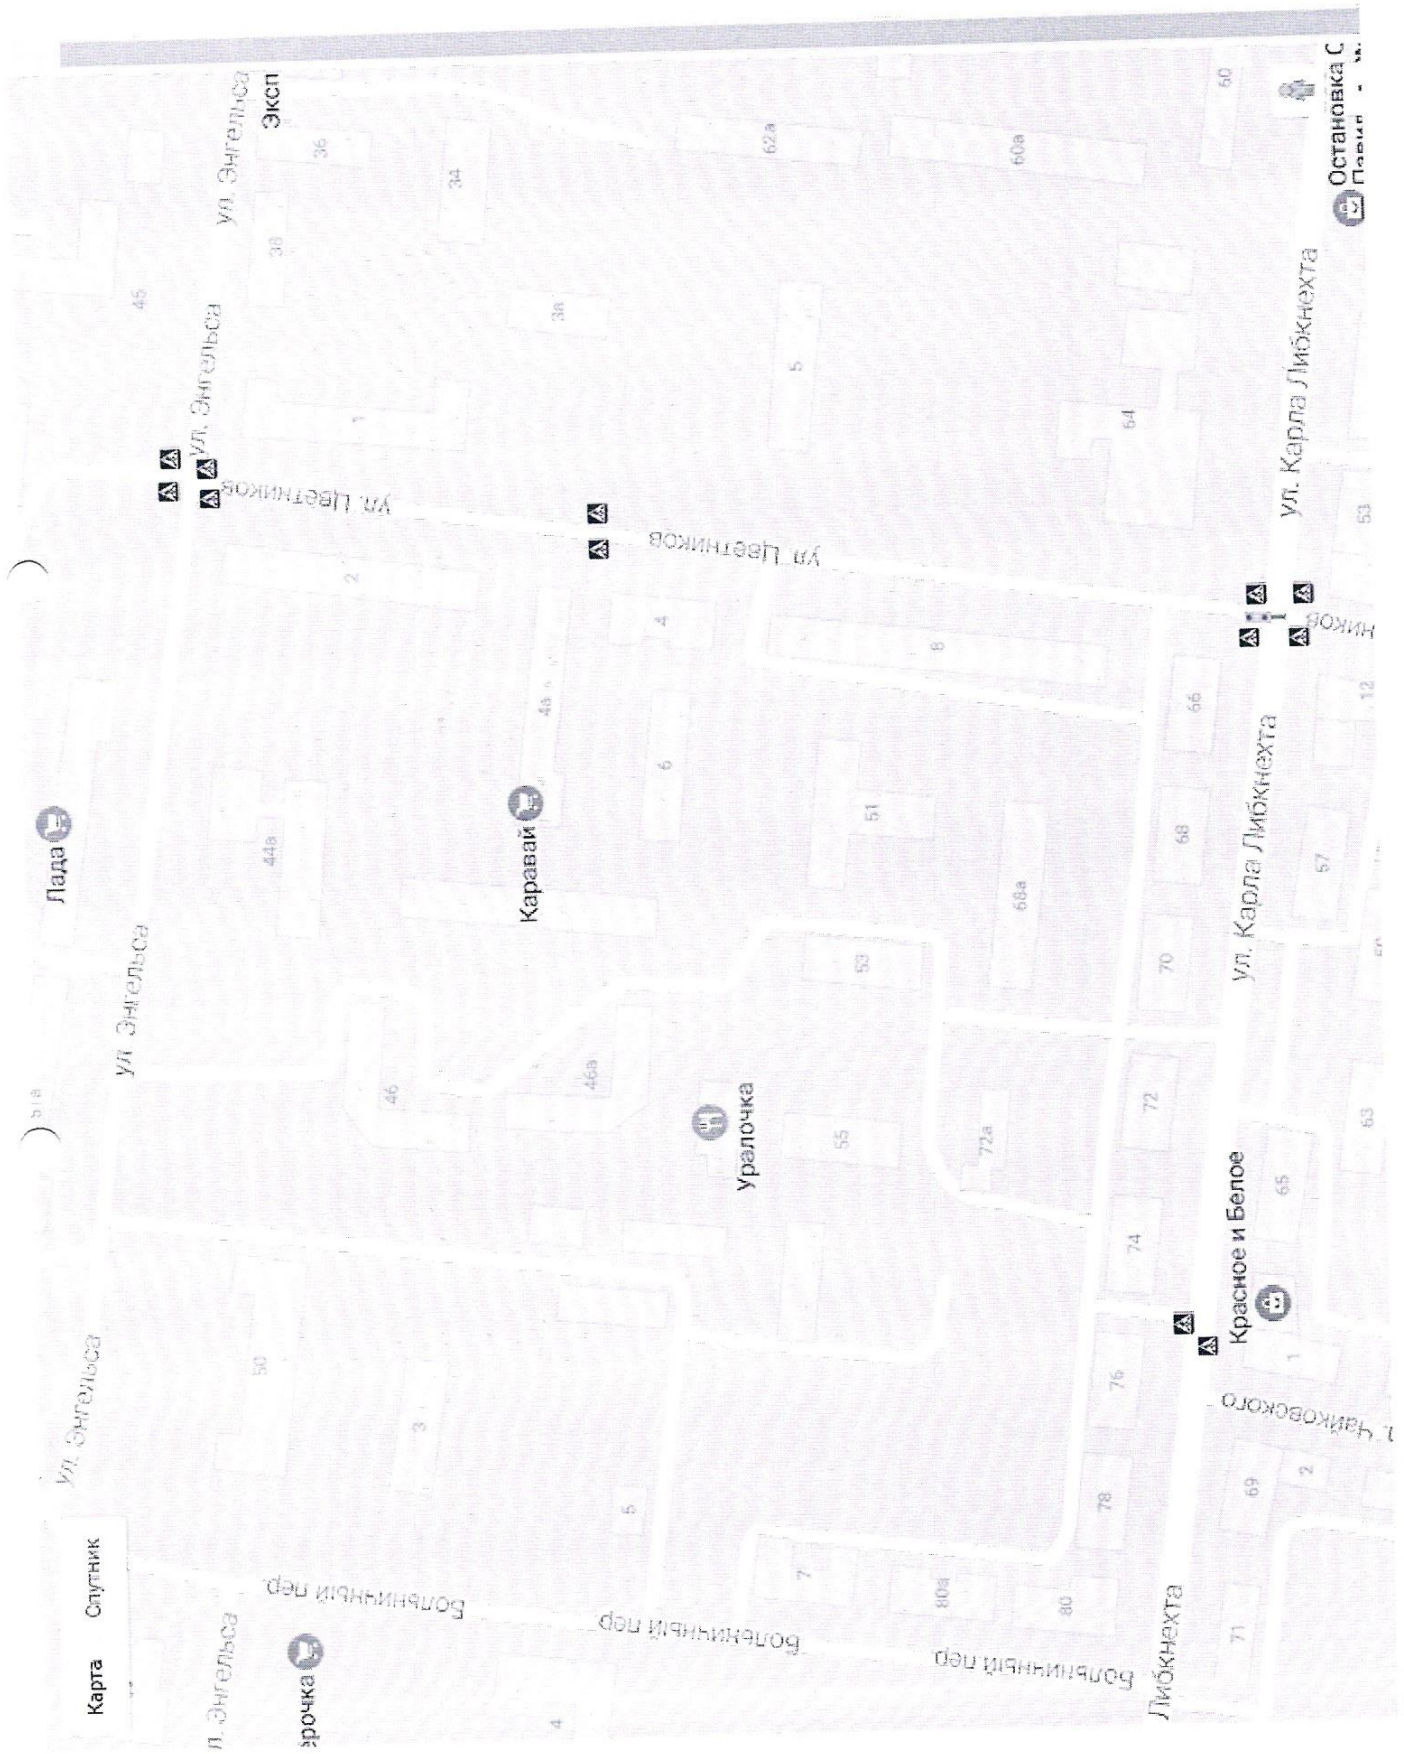 Карта Спутник
ул. Энгельса
Лада
ул. Энгельса
ул. Энгельса
ул. Энгельса
Эксп
л. Энгельса
ёрочка
50
46
44а
2
1
38
36
45
34
3
Больничный пер.
Каравай
4а
3а
4
46а
6
4
ул. Цветников
5
Больничный пер.
Уралочка
55
53
51
ул. Цветников
5
62а
7
80а
72а
68а
8
64
60а
Больничный пер.
80
78
76
74
72
70
68
66
60
Либкнехта
ул. Карла Либкнехта
ул. Карла Либкнехта
Красное и Белое
71
69
2
1
65
63
57
12
53
Чайковского
ников
Остановка С